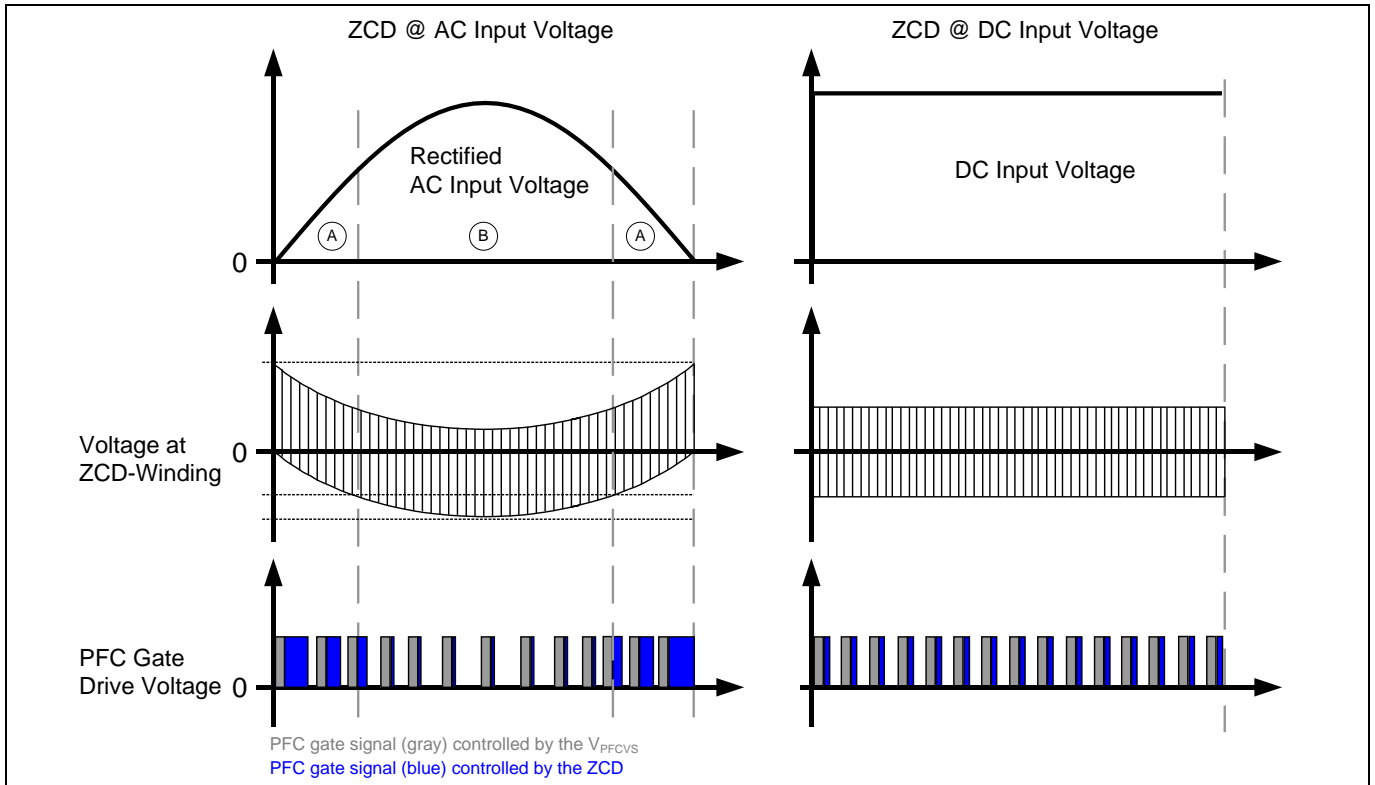 ZCD @ AC Input Voltage
ZCD @ DC Input Voltage
Rectified
AC Input Voltage
DC Input Voltage
A
B
A
0
Voltage at
ZCD-Winding
0
PFC Gate
Drive Voltage
0
PFC gate signal (gray) controlled by the VPFCVS
PFC gate signal (blue) controlled by the ZCD